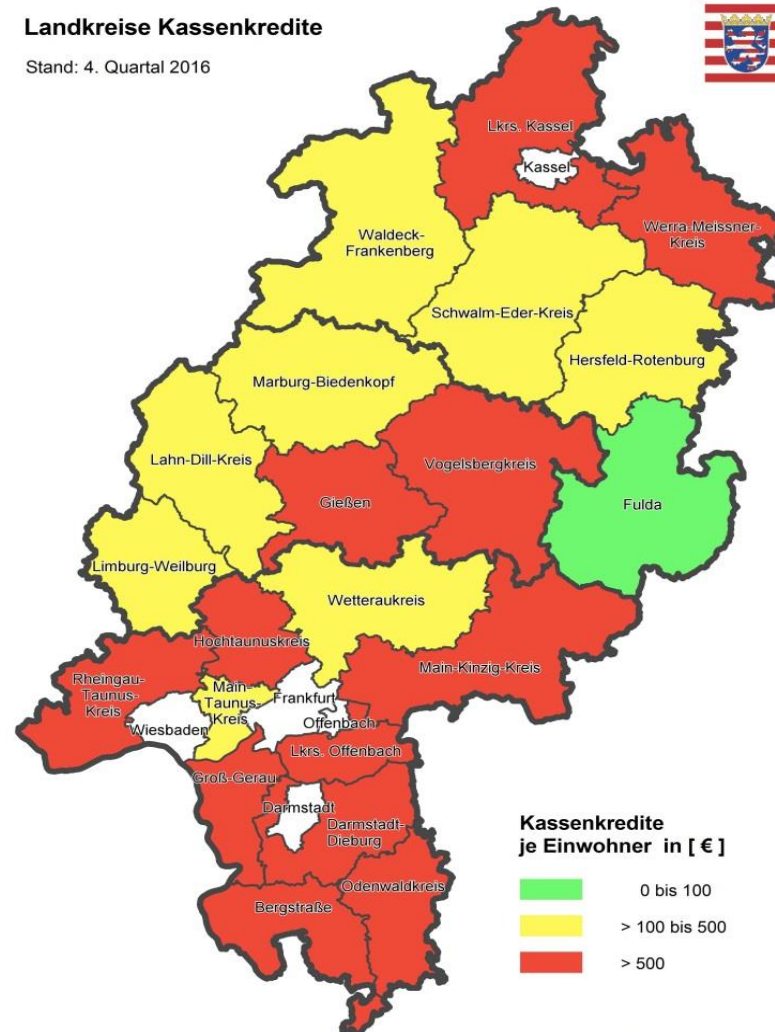 Landkreise Kassenkredite
Stand: 4. Quartal 2016
Lkrs. Kassel
Kassel
Werra-Meissner-
Kreis
Waldeck-
Frankenberg
Schwalm-Eder-Kreis
Hersfeld-Rotenburg
Marburg-Biedenkopf
Lahn-Dill-Kreis
Vogelsbergkreis
Gießen
Fulda
Limburg-Weilburg
Wetteraukreis
Hochtaunuskreis
Main-Kinzig-Kreis
Rheingau-
Taunus-
Kreis
Main-
Taunus-
Kreis
Frankfurt
Wiesbaden
Offenbach
Lkrs. Offenbach
Groß-Gerau
Darmstadt
Darmstadt-
Dieburg
Odenwaldkreis
Bergstraße
Kassenkredite
je Einwohner in [ € ]
0 bis 100
> 100 bis 500
> 500